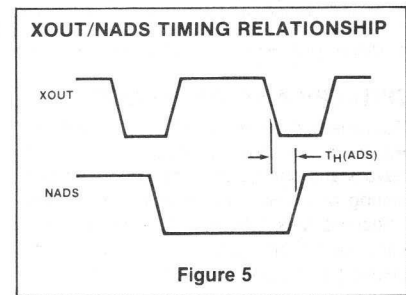 XOUT/NADS TIMING RELATIONSHIP
XOUT
TH(ADS)
NADS
Figure 5